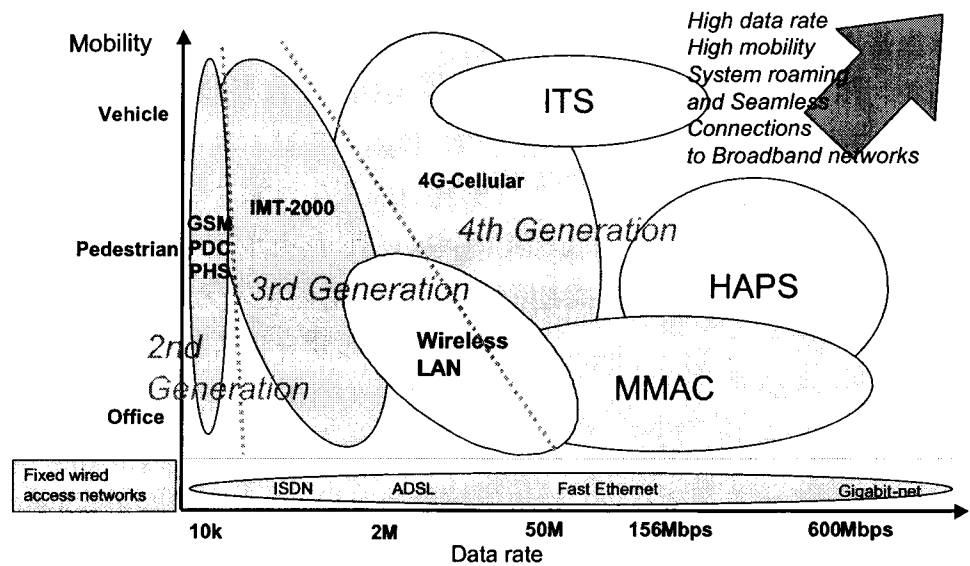 Mobility
High data rate
High mobility
System roaming
and Seamless
Connections
to Broadband networks
Vehicle
ITS
4G-Cellular
IMT-2000
GSM
PDC
PHS
Pedestrian
4th Generation
3rd Generation
HAPS
2nd
Generation
Wireless
LAN
MMAC
Office
Fixed wired
access networks
ISDN
ADSL
Fast Ethernet
Gigabit-net
10k
2M
50M
156Mbps
600Mbps
Data rate